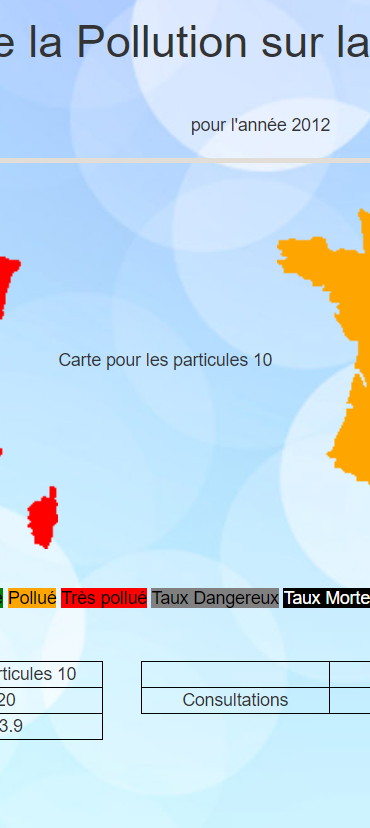 e la Pollution sur la
pour l'année 2012
Carte pour les particules 10
Pollué Très pollué Taux Dangereux Taux Morte
rticules 10
20
3.9
Consultations